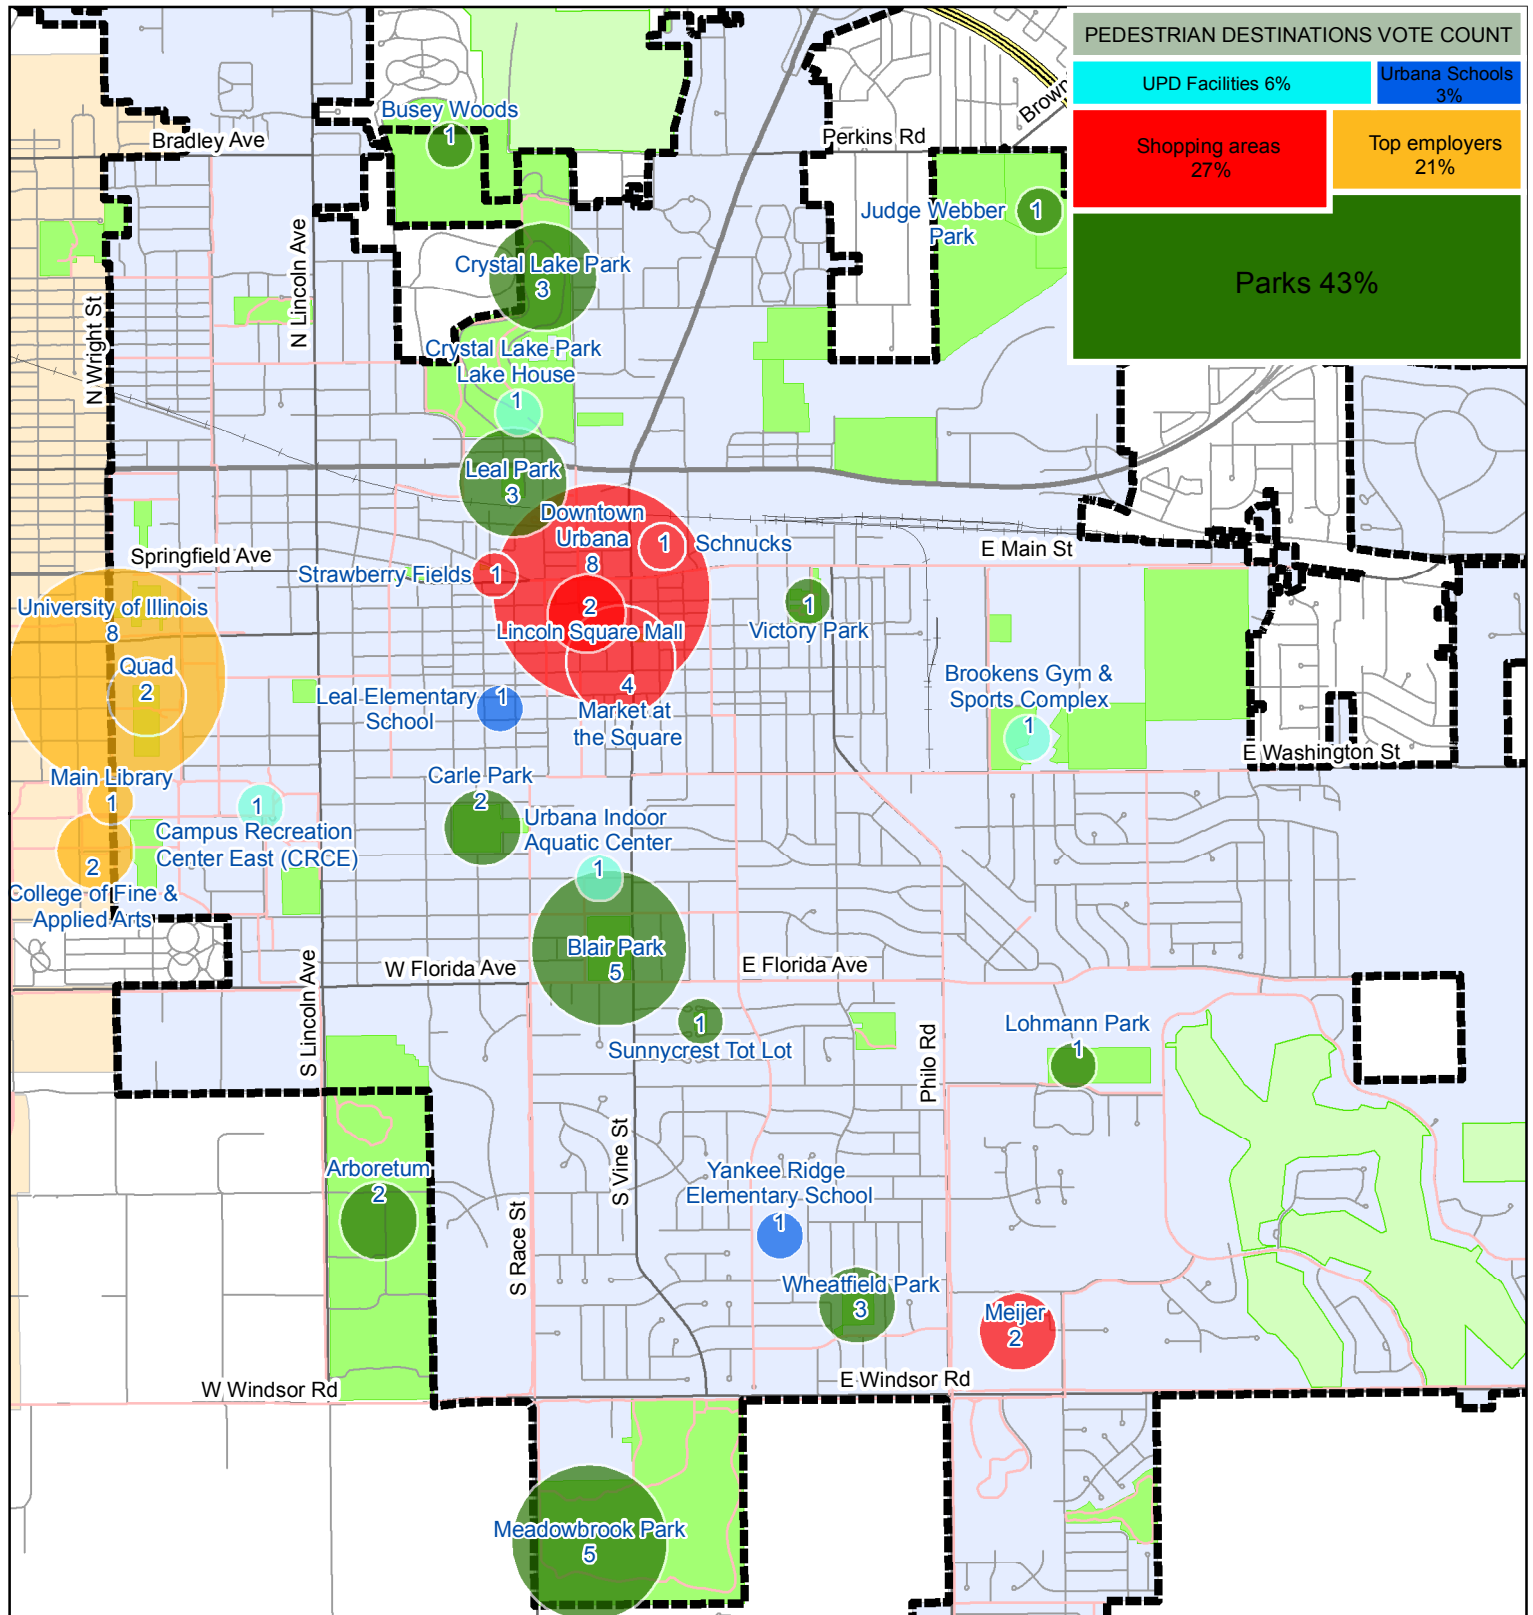 PEDESTRIAN DESTINATIONS VOTE COUNT
UPD Facilities 6%
Urbana Schools
3%
Shopping areas
27%
Top employers
21%
Parks 43%
Busey Woods
1
Bradley Ave
Perkins Rd
Brown
Judge Webber
Park
1
N Lincoln Ave
N Wright St
Crystal Lake Park
3
Crystal Lake Park
Lake House
1
Leal Park
3
Downtown
Urbana
8
1
Schnucks
Springfield Ave
E Main St
Strawberry Fields
1
2
Lincoln Square Mall
4
Market at
the Square
1
Victory Park
University of Illinois
8
Quad
2
Leal Elementary
School
1
Brookens Gym &
Sports Complex
1
E Washington St
Main Library
1
Carle Park
2
Urbana Indoor
Aquatic Center
1
1
Campus Recreation
Center East (CRCE)
2
College of Fine &
Applied Arts
Blair Park
5
W Florida Ave
E Florida Ave
S Lincoln Ave
1
Sunnycrest Tot Lot
Philo Rd
Lohmann Park
1
Arboretum
2
S Vine St
Yankee Ridge
Elementary School
1
S Race St
Wheatfield Park
3
Meijer
2
W Windsor Rd
E Windsor Rd
Meadowbrook Park
5